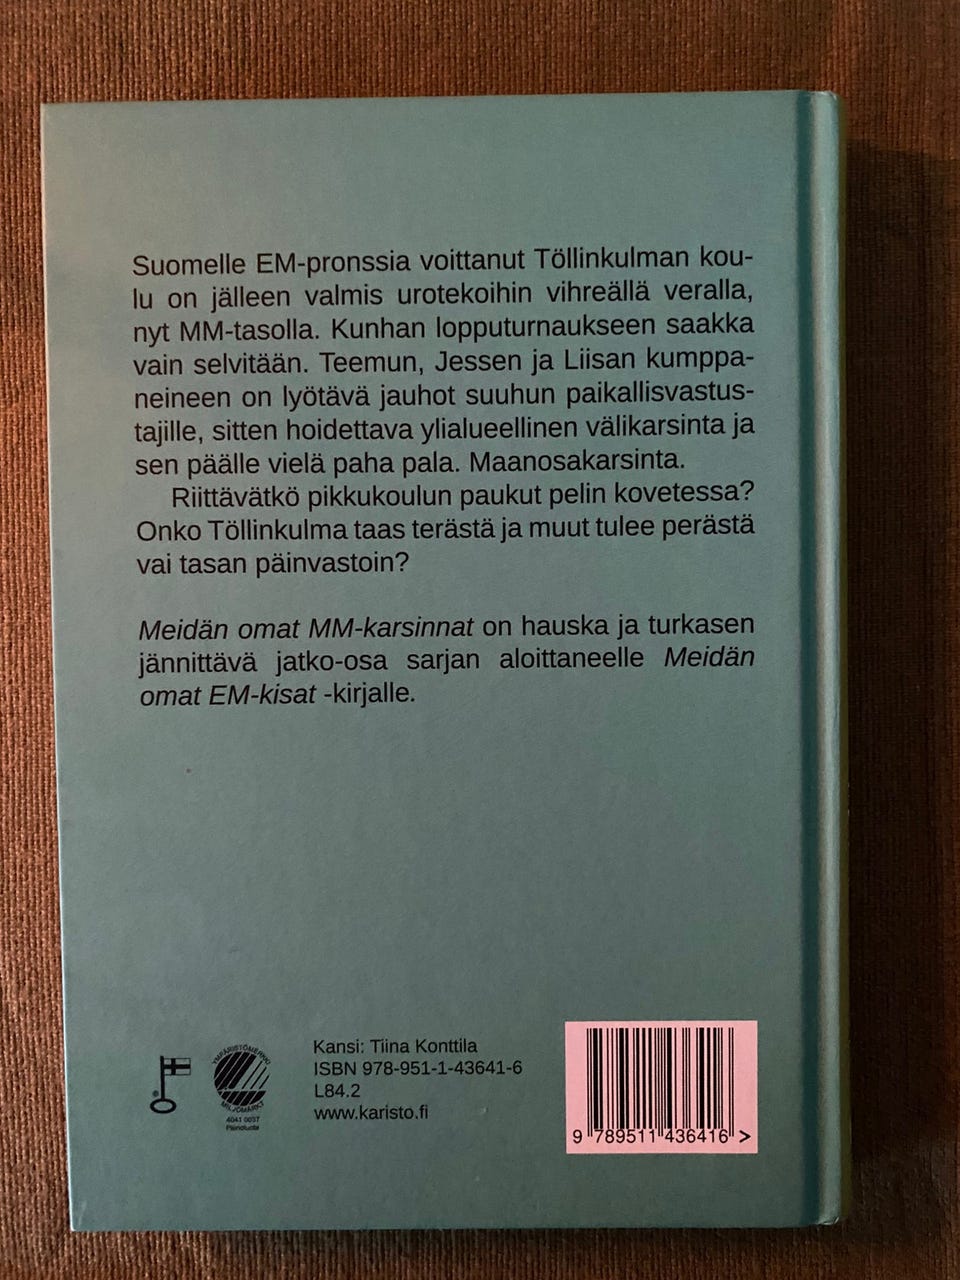 Suomelle EM-pronssia voittanut Töllinkulman kou-
lu on jälleen valmis urotekoihin vihreällä veralla,
nyt MM-tasolla. Kunhan lopputurnaukseen saakka
vain selvitään. Teemun, Jessen ja Liisan kumppa-
neineen on lyötävä jauhot suuhun paikallisvastus-
tajille, sitten hoidettava ylialueellinen välikarsinta ja
sen päälle vielä paha pala. Maanosakarsinta.
Riittävätkö pikkukoulun paukut pelin kovetessa?
Onko Töllinkulma taas terästä ja muut tulee perästä
vai tasan päinvastoin?
Meidän omat MM-karsinnat on hauska ja turkasen
jännittävä jatko-osa sarjan aloittaneelle Meidän
omat EM-kisat -kirjalle.
YMPÄRISTÖMERKKI
MILJÖMÄRKT
4041 0037
Painotuote
Kansi: Tiina Konttila
ISBN 978-951-1-43641-6
L84.2
www.karisto.fi
9 789511 436416 >